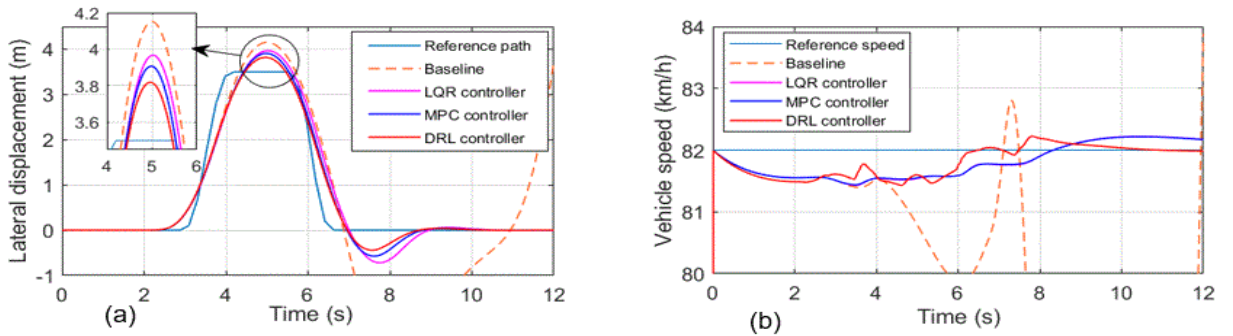 4.2
4
3.8
3.6
4 5 6
Reference path
Baseline
LQR controller
MPC controller
DRL controller
Lateral displacement (m)
4
3
2
1
0
-1
0 2 4 6 8 10 12
Time (s)
(a)
Reference speed
Baseline
LQR controller
MPC controller
DRL controller
Vehicle speed (km/h)
84
83
82
81
80
0 2 4 6 8 10 12
Time (s)
(b)